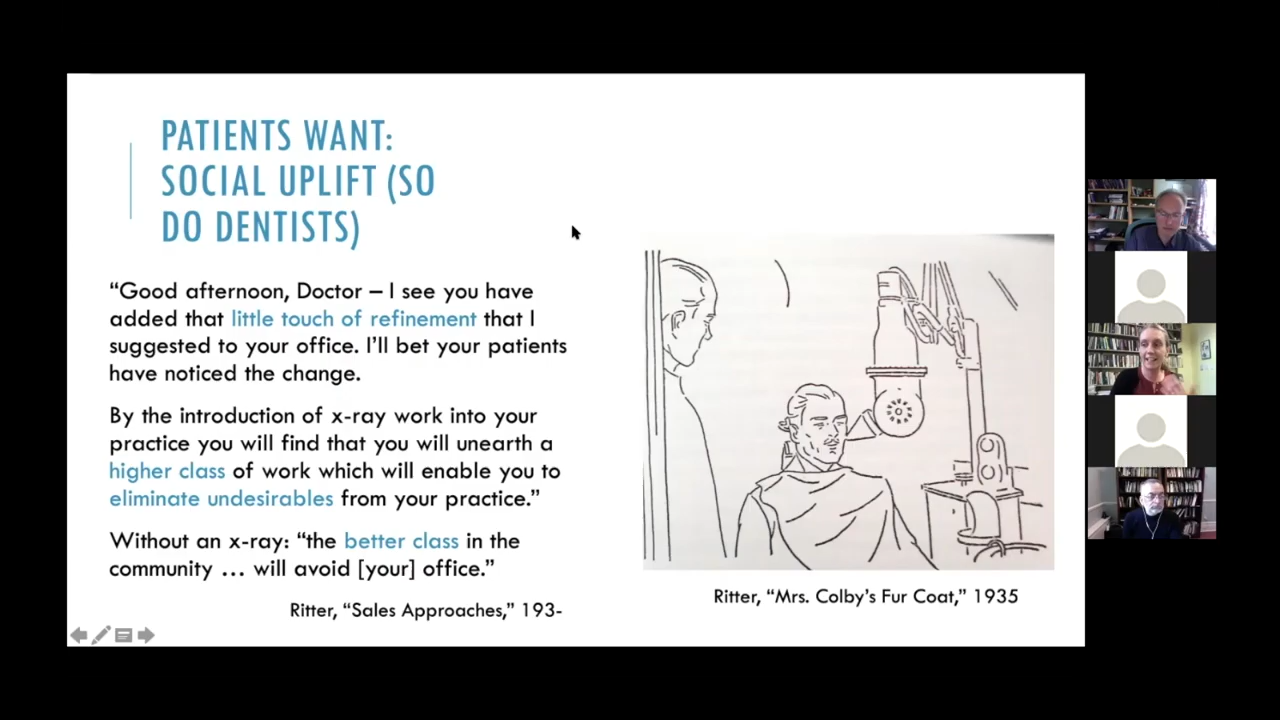 PATIENTS WANT:
SOCIAL UPLIFT (SO
DO DENTISTS)
“Good afternoon, Doctor – I see you have
added that little touch of refinement that I
suggested to your office. I’ll bet your patients
have noticed the change.
By the introduction of x-ray work into your
practice you will find that you will unearth a
higher class of work which will enable you to
eliminate undesirables from your practice.”
Without an x-ray: “the better class in the
community … will avoid [your] office.”
Ritter, “Sales Approaches,” 193-
Ritter, “Mrs. Colby’s Fur Coat,” 1935